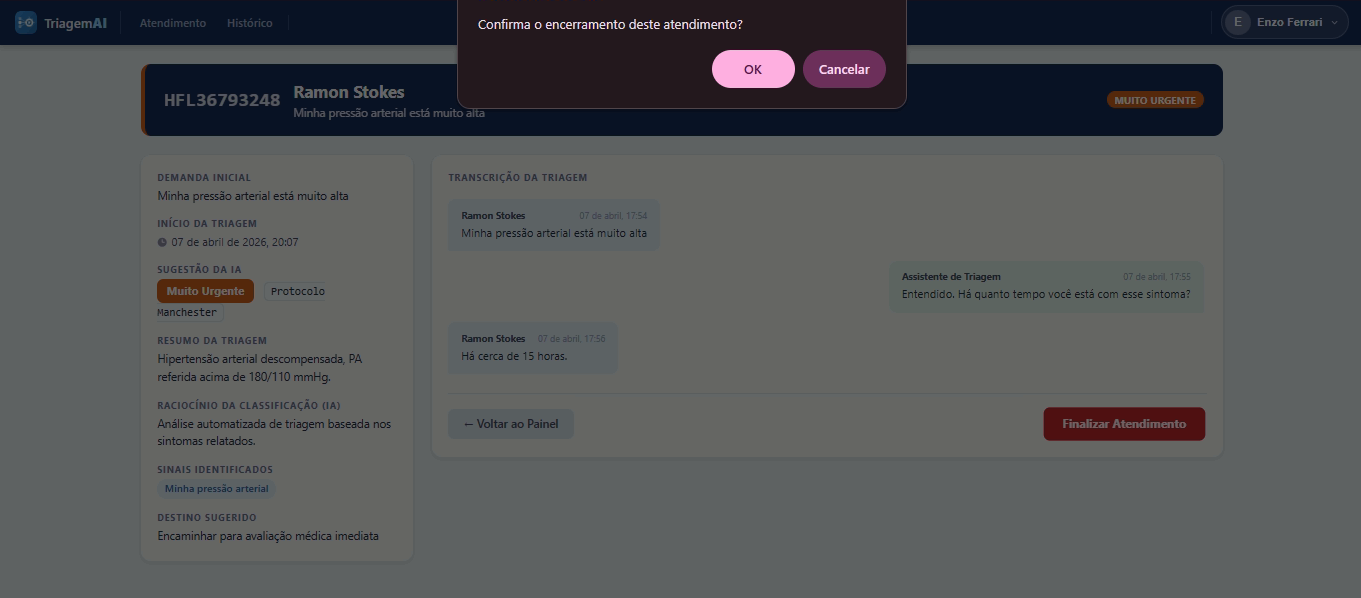 TriagemAI
Atendimento
Histórico
E
Enzo Ferrari
Confirma o encerramento deste atendimento?
OK
Cancelar
HFL36793248
Ramon Stokes
Minha pressão arterial está muito alta
MUITO URGENTE
DEMANDA INICIAL
Minha pressão arterial está muito alta
INÍCIO DA TRIAGEM
07 de abril de 2026, 20:07
SUGESTÃO DA IA
Muito Urgente
Protocolo
Manchester
RESUMO DA TRIAGEM
Hipertensão arterial descompensada, PA
referida acima de 180/110 mmHg.
RACIOCÍNIO DA CLASSIFICAÇÃO (IA)
Análise automatizada de triagem baseada nos
sintomas relatados.
SINAIS IDENTIFICADOS
Minha pressão arterial
DESTINO SUGERIDO
Encaminhar para avaliação médica imediata
TRANSCRIÇÃO DA TRIAGEM
Ramon Stokes 07 de abril, 17:54
Minha pressão arterial está muito alta
Assistente de Triagem 07 de abril, 17:55
Entendido. Há quanto tempo você está com esse sintoma?
Ramon Stokes 07 de abril, 17:56
Há cerca de 15 horas.
← Voltar ao Painel
Finalizar Atendimento